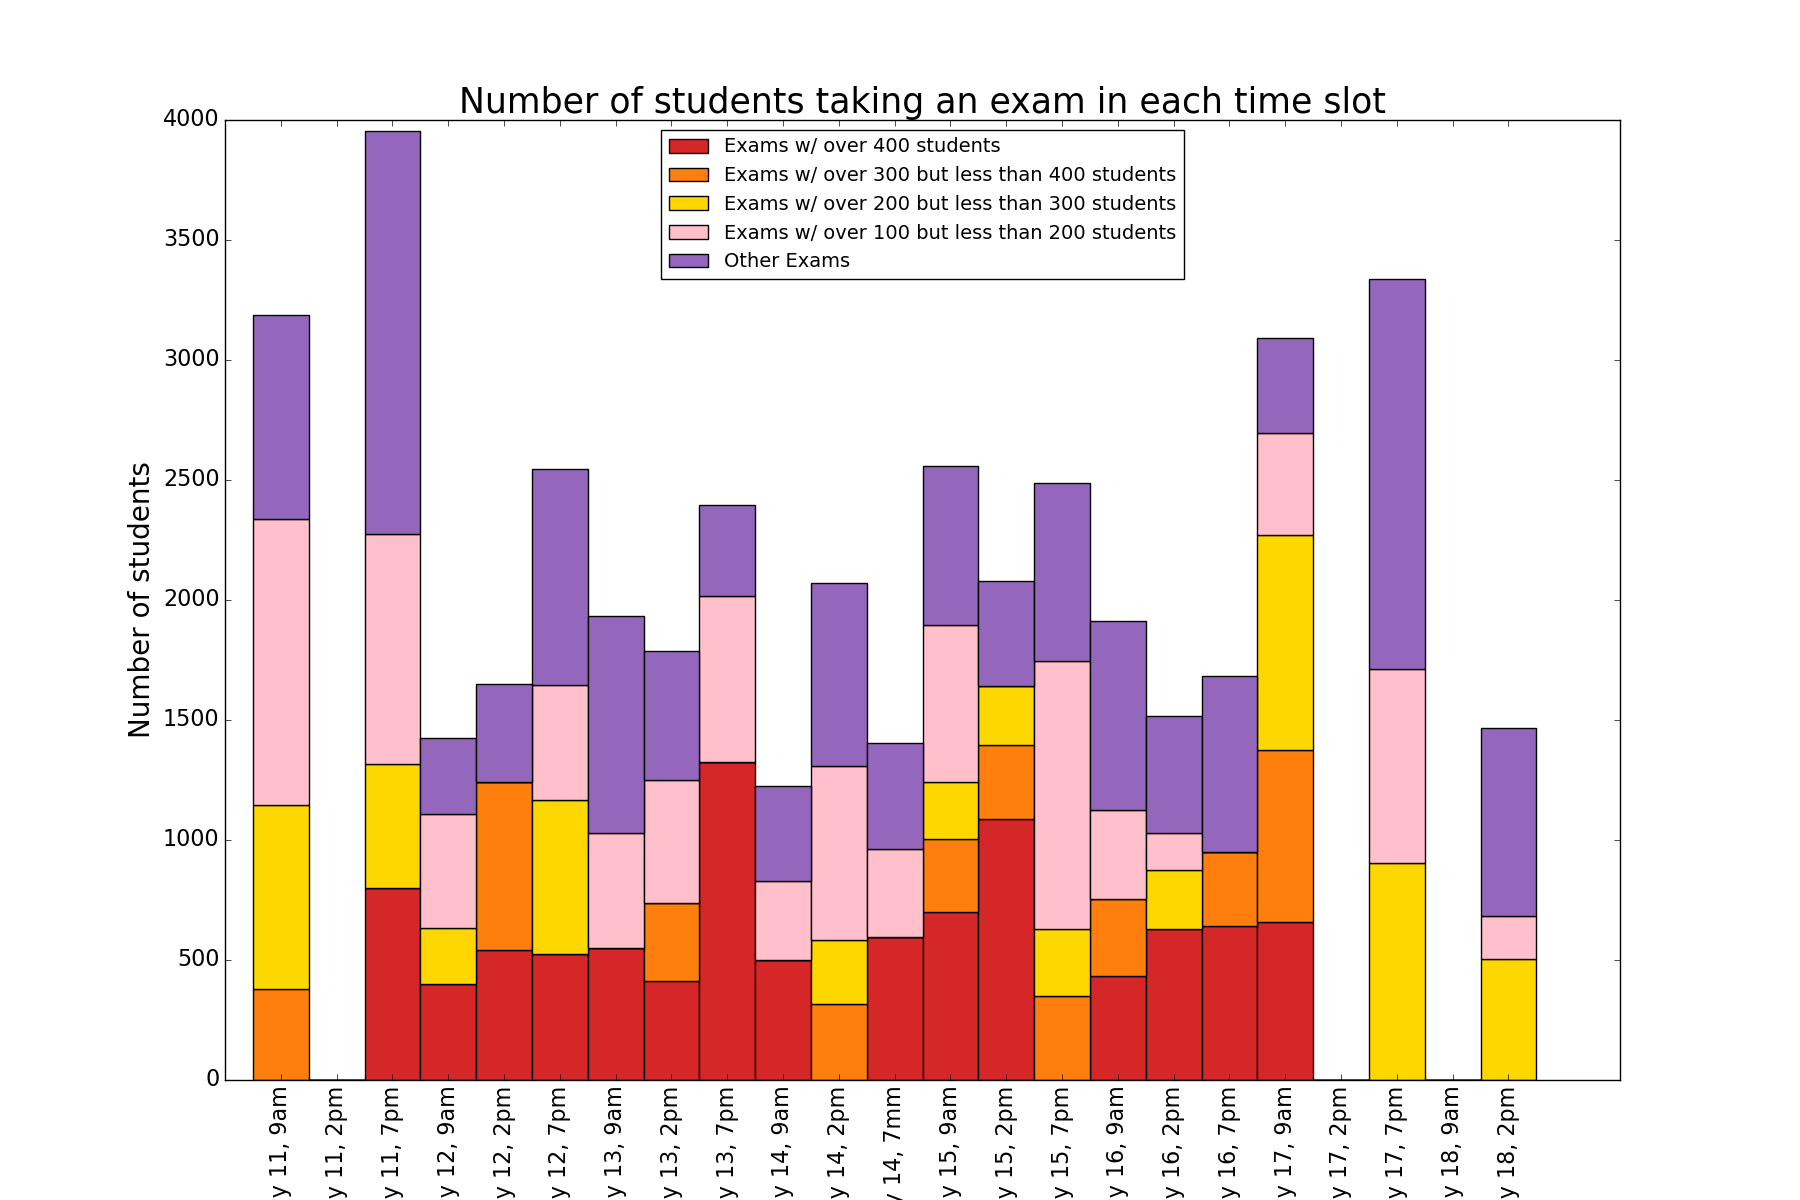 Number of students taking an exam in each time slot
Exams w/ over 400 students
Exams w/ over 300 but less than 400 students
Exams w/ over 200 but less than 300 students
Exams w/ over 100 but less than 200 students
Other Exams
Number of students
4000
3500
3000
2500
2000
1500
1000
500
0
y 11, 9am
y 11, 2pm
y 11, 7pm
y 12, 9am
y 12, 2pm
y 12, 7pm
y 13, 9am
y 13, 2pm
y 13, 7pm
y 14, 9am
y 14, 2pm
y 14, 7mm
y 15, 9am
y 15, 2pm
y 15, 7pm
y 16, 9am
y 16, 2pm
y 16, 7pm
y 17, 9am
y 17, 2pm
y 17, 7pm
y 18, 9am
y 18, 2pm